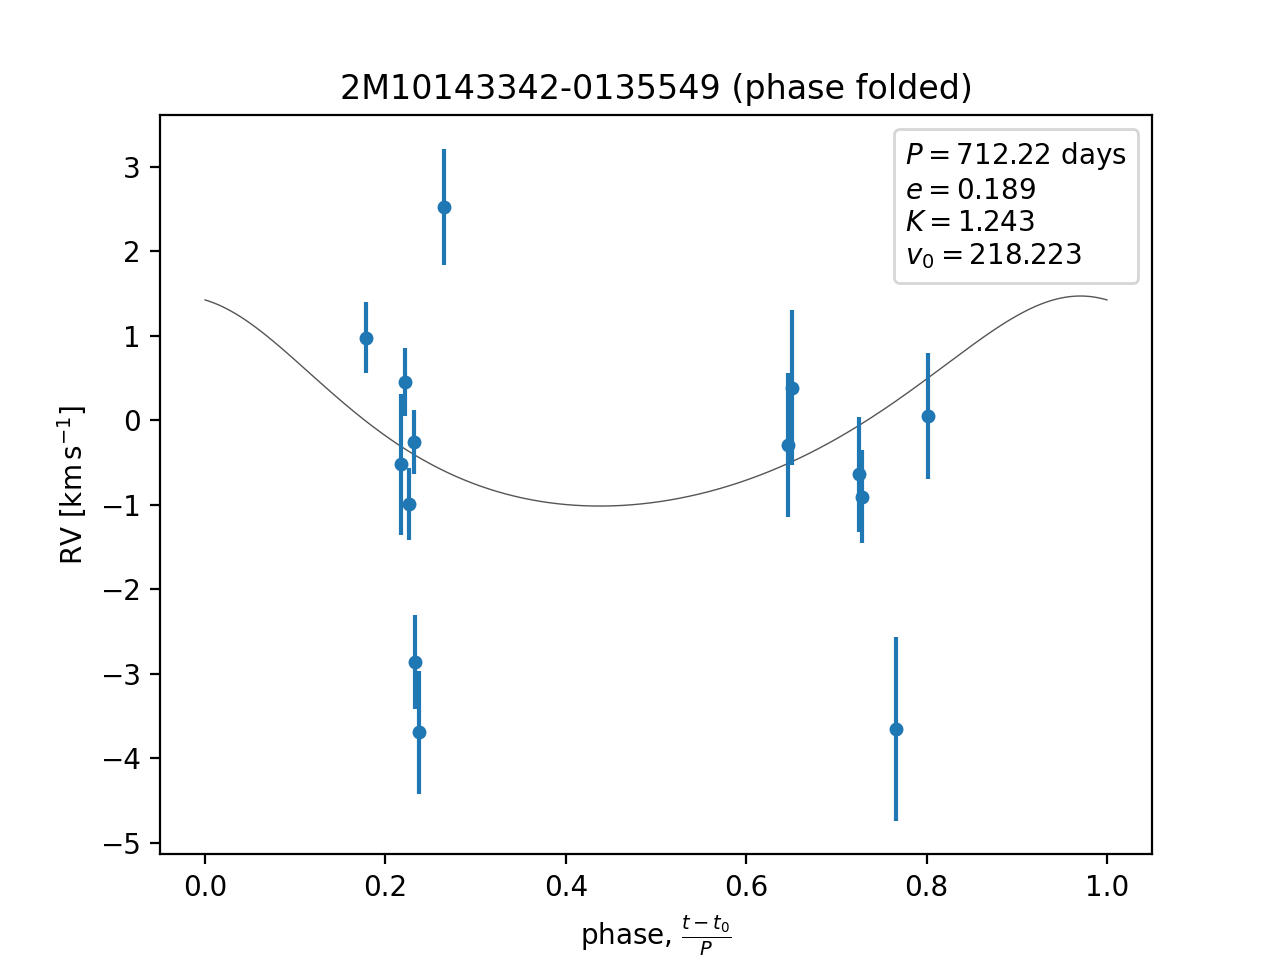 2M10143342-0135549 (phase folded)
P = 712.22 days
e = 0.189
K = 1.243
v₀ = 218.223
3
2
1
0
−1
−2
−3
−4
−5
RV [km s⁻¹]
0.0 0.2 0.4 0.6 0.8 1.0
phase, (t − t₀)/P